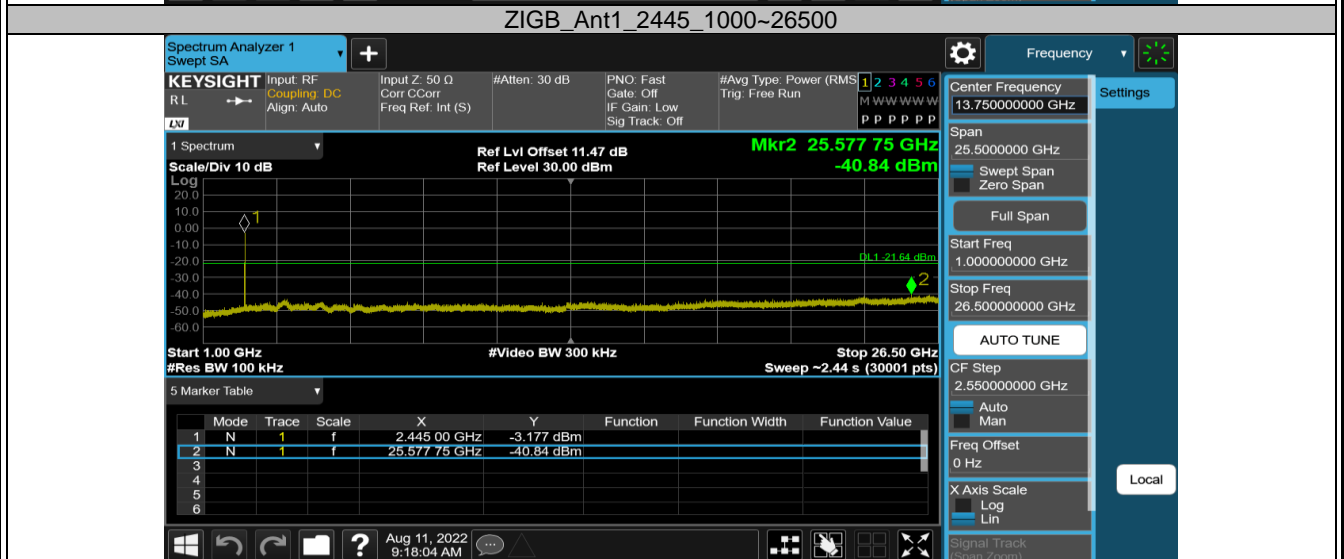 ZIGB_Ant1_2445_1000~26500
Spectrum Analyzer 1
Swept SA
+
Frequency
KEYSIGHT
RL
LXI
Input: RF
Coupling: DC
Align: Auto
Input Z: 50 Ω
Corr CCorr
Freq Ref: Int (S)
#Atten: 30 dB
PNO: Fast
Gate: Off
IF Gain: Low
Sig Track: Off
#Avg Type: Power (RMS
Trig: Free Run
1 2 3 4 5 6
M W W W W W
P P P P P P
1 Spectrum
Scale/Div 10 dB
Ref Lvl Offset 11.47 dB
Ref Level 30.00 dBm
Mkr2 25.577 75 GHz
-40.84 dBm
Log
20.0
10.0
0.00
-10.0
-20.0
-30.0
-40.0
-50.0
-60.0
1
DL1 -21.64 dBm
2
Start 1.00 GHz
#Res BW 100 kHz
#Video BW 300 kHz
Stop 26.50 GHz
Sweep ~2.44 s (30001 pts)
5 Marker Table
Mode Trace Scale X Y Function Function Width Function Value
1 N 1 f 2.445 00 GHz -3.177 dBm
2 N 1 f 25.577 75 GHz -40.84 dBm
3
4
5
6
?
Aug 11, 2022
9:18:04 AM
Center Frequency
13.750000000 GHz
Settings
Span
25.5000000 GHz
Swept Span
Zero Span
Full Span
Start Freq
1.000000000 GHz
Stop Freq
26.500000000 GHz
AUTO TUNE
CF Step
2.550000000 GHz
Auto
Man
Freq Offset
0 Hz
X Axis Scale
Log
Lin
Local
Signal Track
(Span Zoom)